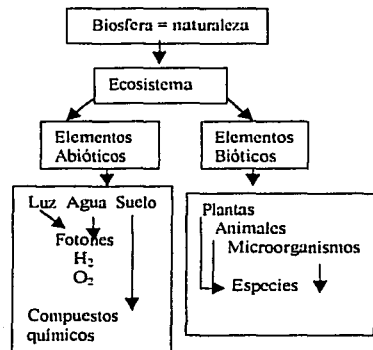 Biosfera = naturaleza
Ecosistema
Elementos
Abióticos
Elementos
Bióticos
Luz Agua Suelo
Fotones
H₂
O₂
Compuestos
químicos
Plantas
Animales
Microorganismos
Especies